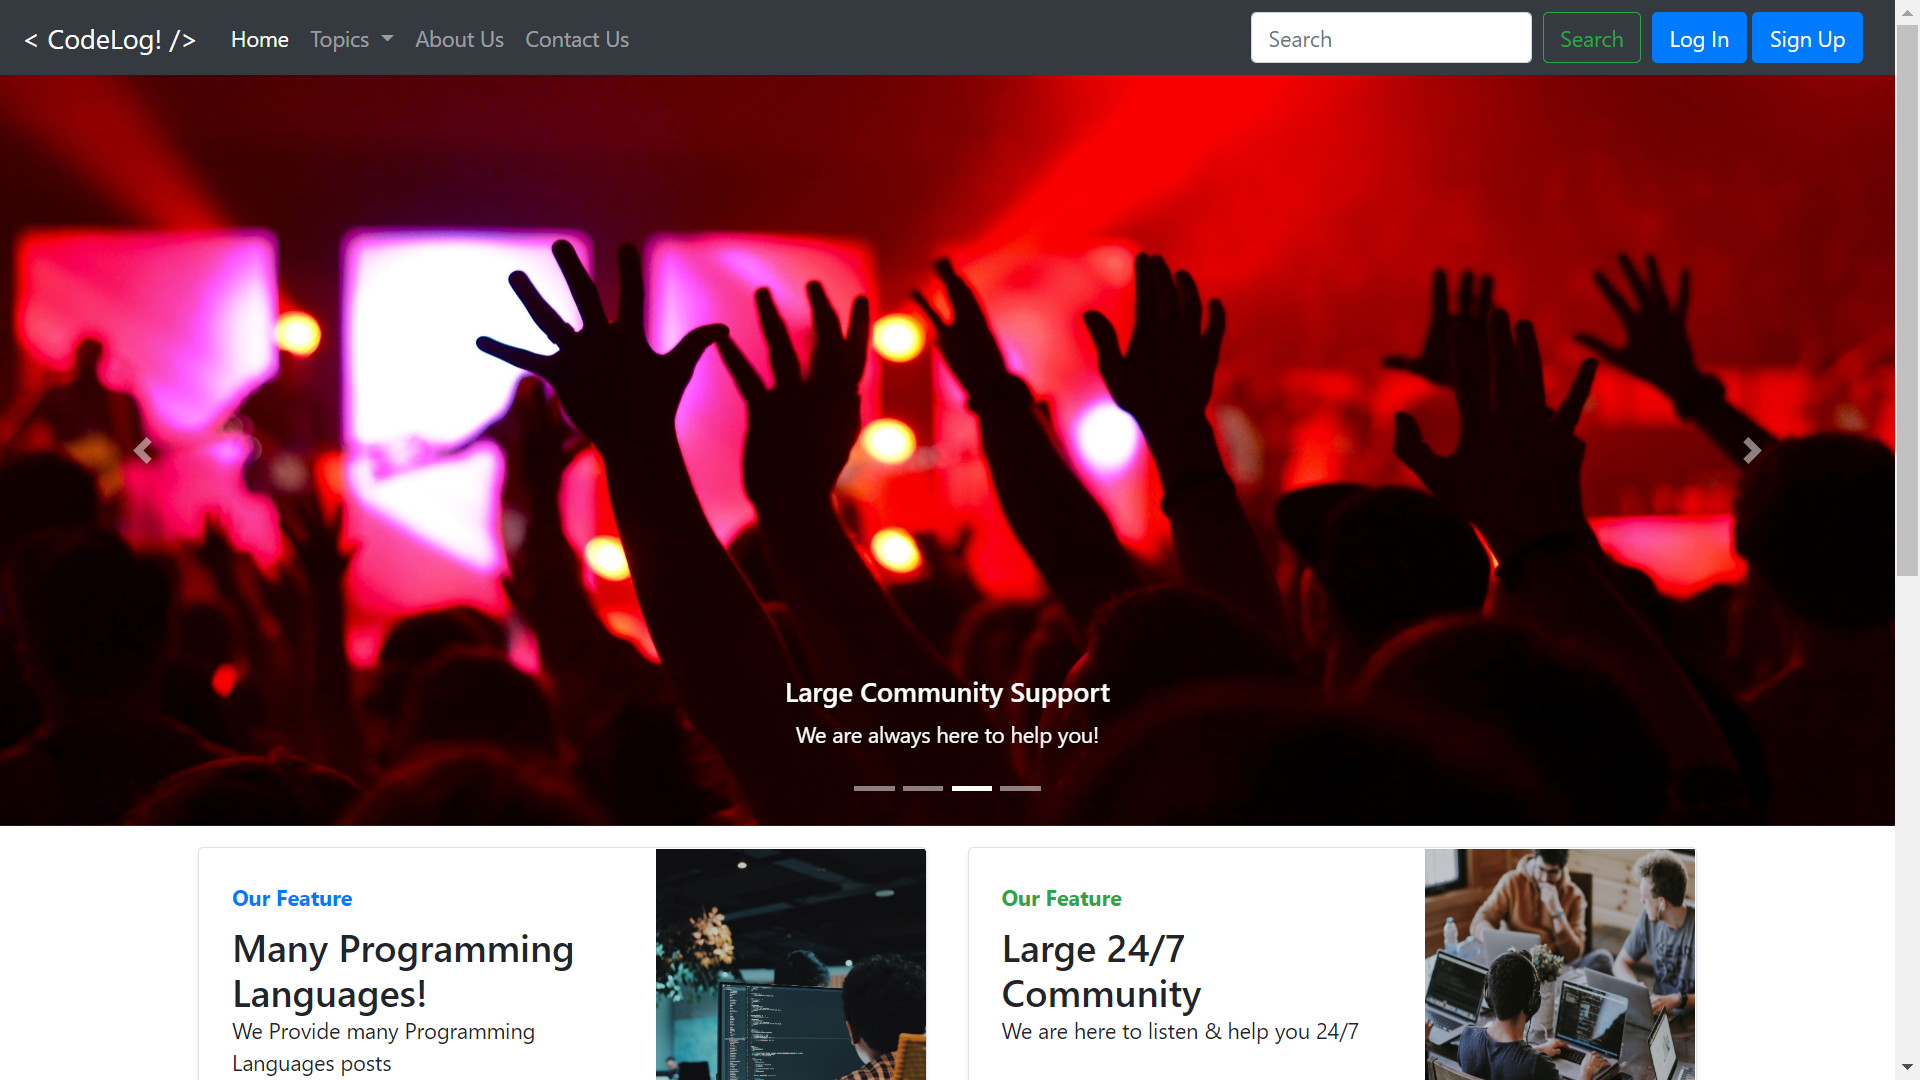 < CodeLog! />
Home
Topics
About Us
Contact Us
Search
Search
Log In
Sign Up
Large Community Support
We are always here to help you!
Our Feature
Many Programming
Languages!
We Provide many Programming
Languages posts
Our Feature
Large 24/7
Community
We are here to listen & help you 24/7